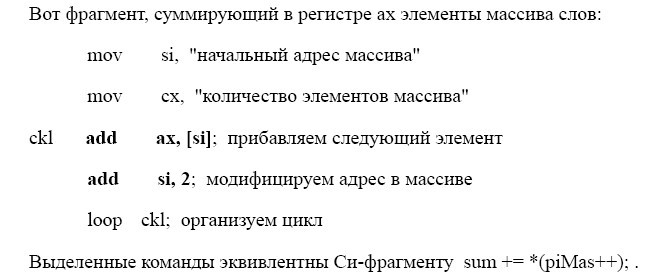 Вот фрагмент, суммирующий в регистре ax элементы массива слов:
mov si, "начальный адрес массива"
mov cx, "количество элементов массива"
ckl add ax, [si]; прибавляем следующий элемент
add si, 2; модифицируем адрес в массиве
loop ckl; организуем цикл
Выделенные команды эквивлентны Си-фрагменту sum += *(piMas++); .